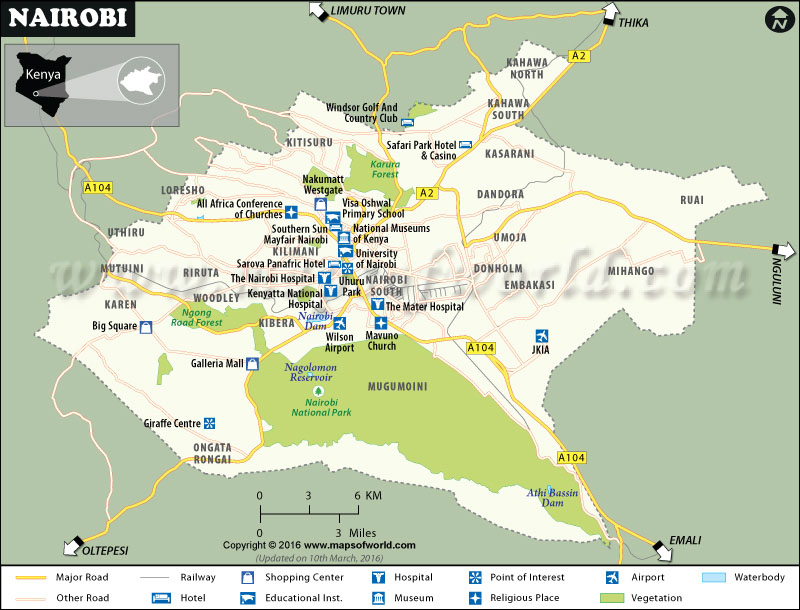 NAIROBI
Kenya
LIMURU TOWN
THIKA
N
A2
KAHAWA
NORTH
KAHAWA
SOUTH
Windsor Golf And
Country Club
Safari Park Hotel
& Casino
KITISURU
KASARANI
Karura
Forest
Nakumatt
Westgate
A104
LORESHO
A2
DANDORA
RUAI
All Africa Conference
of Churches
Visa Oshwal
Primary School
Southern Sun
Mayfair Nairobi
National Museums
of Kenya
UTHIRU
UMOJA
KILIMANI
University
of Nairobi
Sarova Panafric Hotel
MUTUINI
RIRUTA
DONHOLM
MIHANGO
NGULUNI
www.mapsofworld.com
The Nairobi Hospital
Uhuru
Park
NAIROBI
SOUTH
EMBAKASI
KAREN
WOODLEY
Kenyatta National
Hospital
The Mater Hospital
Ngong
Road Forest
Nairobi
Dam
Big Square
KIBERA
Wilson
Airport
Mavuno
Church
A104
JKIA
Galleria Mall
Nagolomon
Reservoir
MUGUMOINI
Nairobi
National Park
Giraffe Centre
ONGATA
RONGAI
A104
Athi Bassin
Dam
OLTEPESI
EMALI
0 3 6 KM
0 3 Miles
Copyright © 2016 www.mapsofworld.com
(Updated on 10th March, 2016)
Major Road
Railway
Shopping Center
Hospital
Point of Interest
Airport
Waterbody
Other Road
Hotel
Educational Inst.
Museum
Religious Place
Vegetation